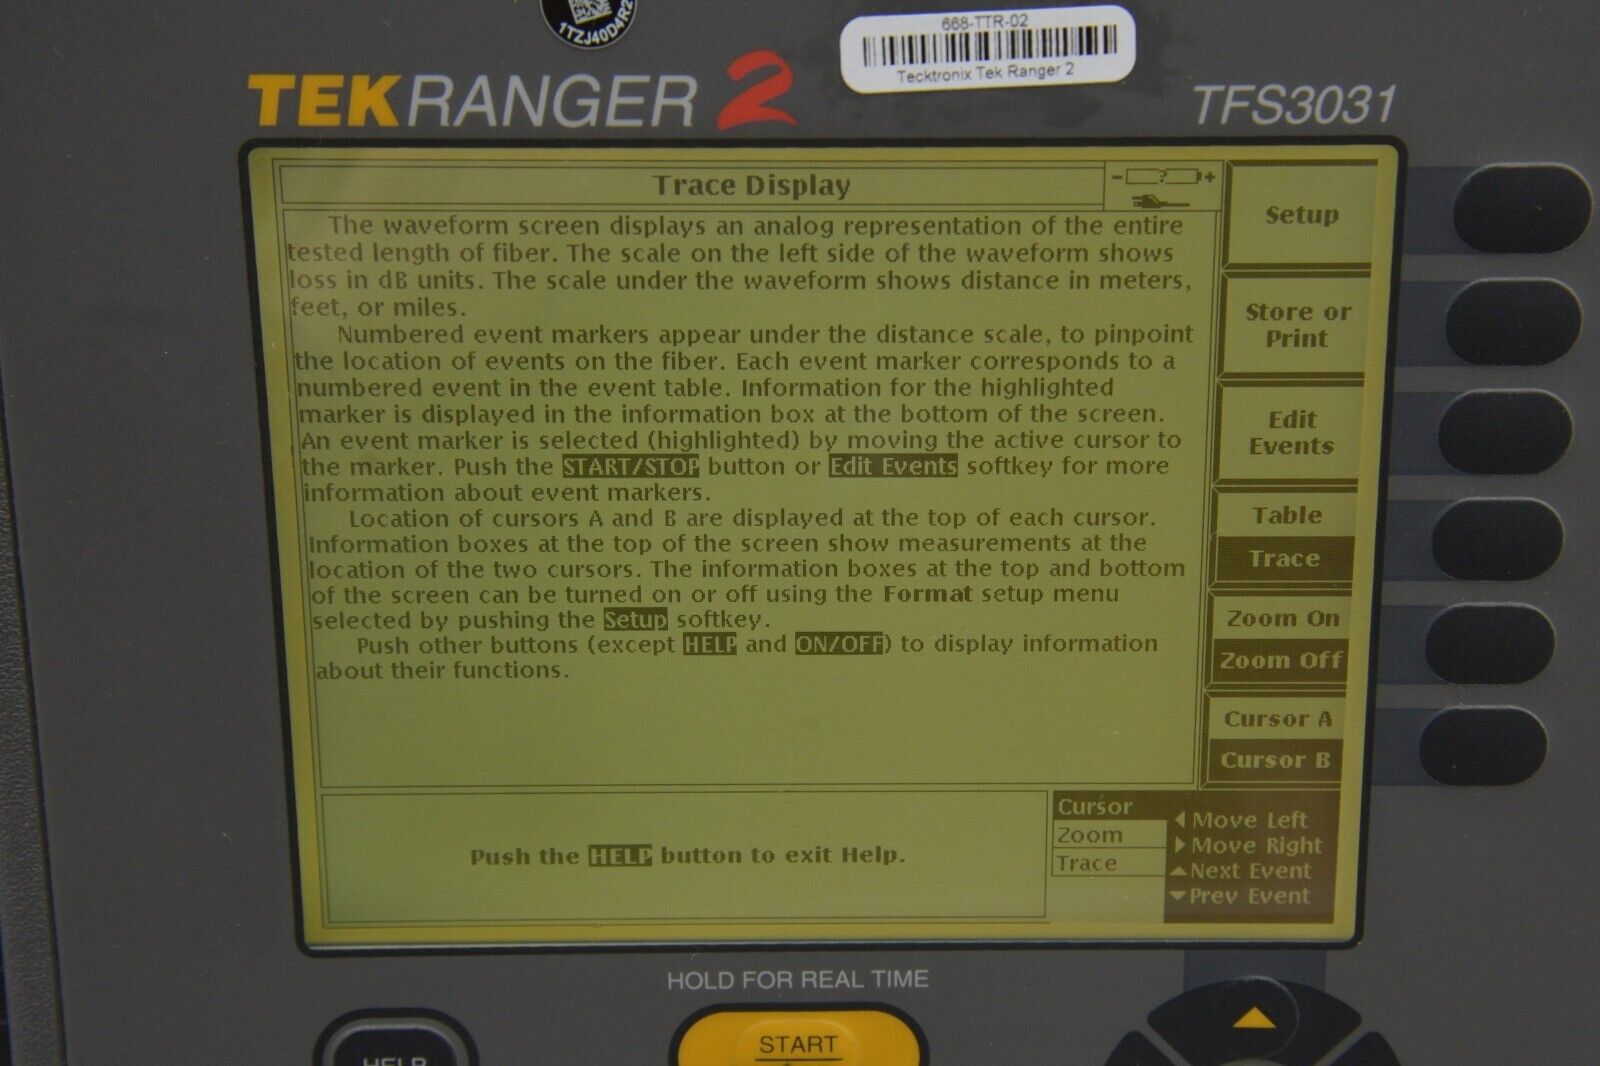 1TZJ40D4R2
668-TTR-02
Tecktronix Tek Ranger 2
TEKRANGER 2
TFS3031
Trace Display
- ? +
The waveform screen displays an analog representation of the entire
tested length of fiber. The scale on the left side of the waveform shows
loss in dB units. The scale under the waveform shows distance in meters,
feet, or miles.
Numbered event markers appear under the distance scale, to pinpoint
the location of events on the fiber. Each event marker corresponds to a
numbered event in the event table. Information for the highlighted
marker is displayed in the information box at the bottom of the screen.
An event marker is selected (highlighted) by moving the active cursor to
the marker. Push the START/STOP button or Edit Events softkey for more
information about event markers.
Location of cursors A and B are displayed at the top of each cursor.
Information boxes at the top of the screen show measurements at the
location of the two cursors. The information boxes at the top and bottom
of the screen can be turned on or off using the Format setup menu
selected by pushing the Setup softkey.
Push other buttons (except HELP and ON/OFF) to display information
about their functions.
Push the HELP button to exit Help.
Setup
Store or
Print
Edit
Events
Table
Trace
Zoom On
Zoom Off
Cursor A
Cursor B
Cursor
Zoom
Trace
Move Left
Move Right
Next Event
Prev Event
HOLD FOR REAL TIME
HELP
START